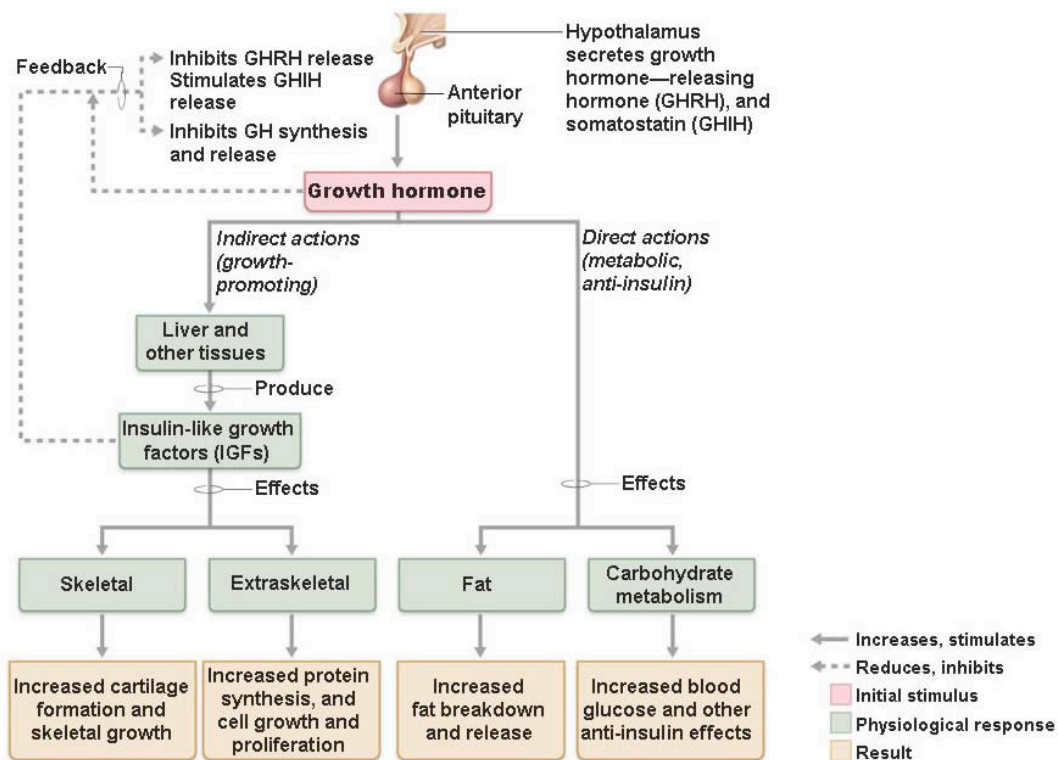 Feedback
Inhibits GHRH release
Stimulates GHIH
release
Inhibits GH synthesis
and release
Anterior
pituitary
Hypothalamus
secretes growth
hormone—releasing
hormone (GHRH), and
somatostatin (GHIH)
Growth hormone
Indirect actions
(growth-
promoting)
Direct actions
(metabolic,
anti-insulin)
Liver and
other tissues
Produce
Insulin-like growth
factors (IGFs)
Effects
Effects
Skeletal
Extraskeletal
Fat
Carbohydrate
metabolism
Increased cartilage
formation and
skeletal growth
Increased protein
synthesis, and
cell growth and
proliferation
Increased
fat breakdown
and release
Increased blood
glucose and other
anti-insulin effects
Increases, stimulates
Reduces, inhibits
Initial stimulus
Physiological response
Result